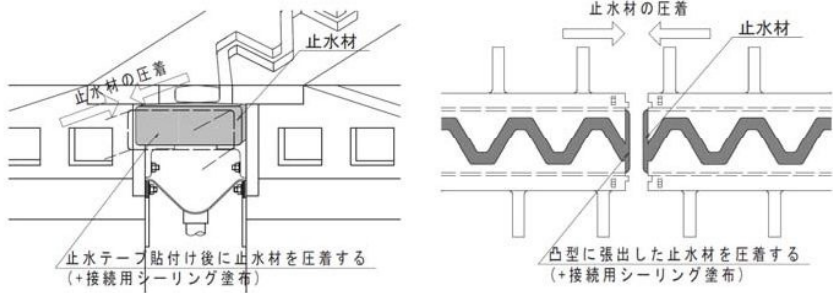 止水材
止水材の圧着
止水テープ貼付け後に止水材を圧着する
(+接続用シーリング塗布)
止水材の圧着
止水材
凸型に張出した止水材を圧着する
(+接続用シーリング塗布)